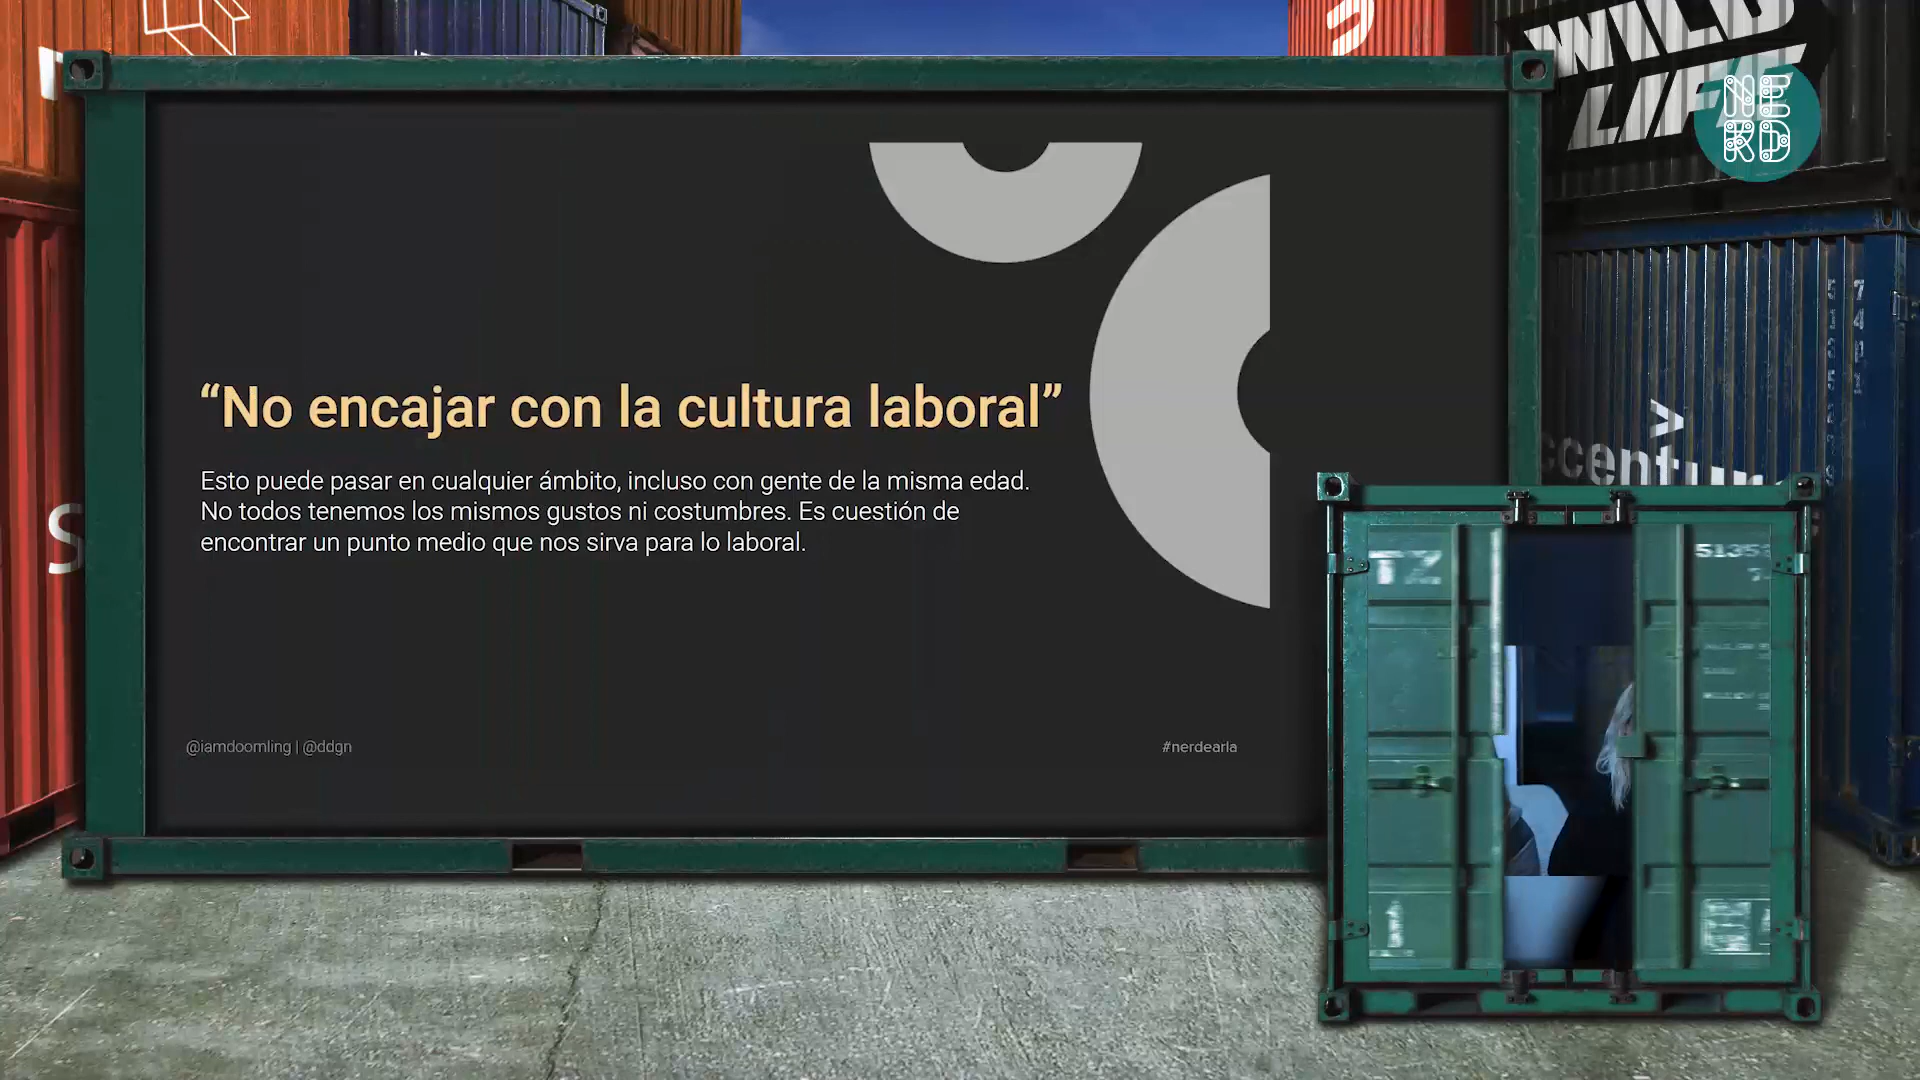 WILD
LIFE
NE
RD
“No encajar con la cultura laboral”
Esto puede pasar en cualquier ámbito, incluso con gente de la misma edad.
No todos tenemos los mismos gustos ni costumbres. Es cuestión de
encontrar un punto medio que nos sirva para lo laboral.
@iamdoomling | @ddgn
#nerdearla